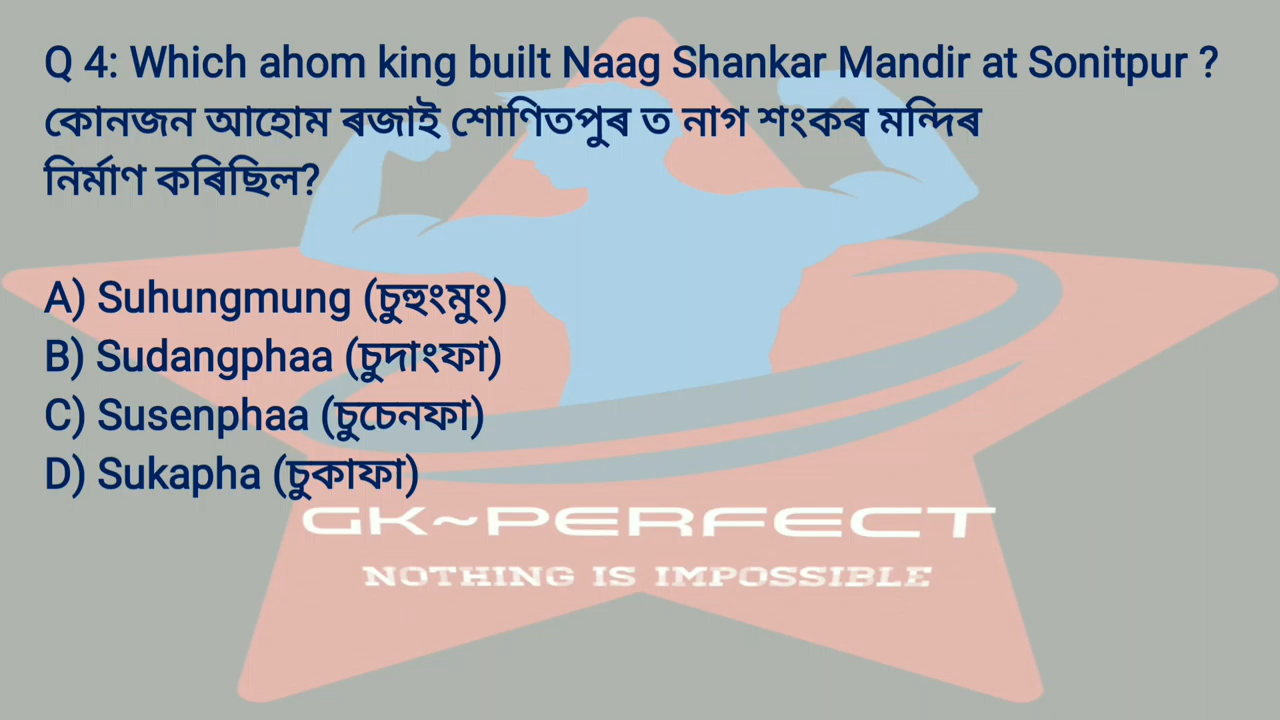 Q 4: Which ahom king built Naag Shankar Mandir at Sonitpur ?
কোনজন আহোম ৰজাই শোণিতপুৰ ত নাগ শংকৰ মন্দিৰ
নিৰ্মাণ কৰিছিল?
A) Suhungmung (চুহুংমুং)
B) Sudangphaa (চুদাংফা)
C) Susenphaa (চুচেনফা)
D) Sukapha (চুকাফা)
GK~PERFECT
NOTHING IS IMPOSSIBLE